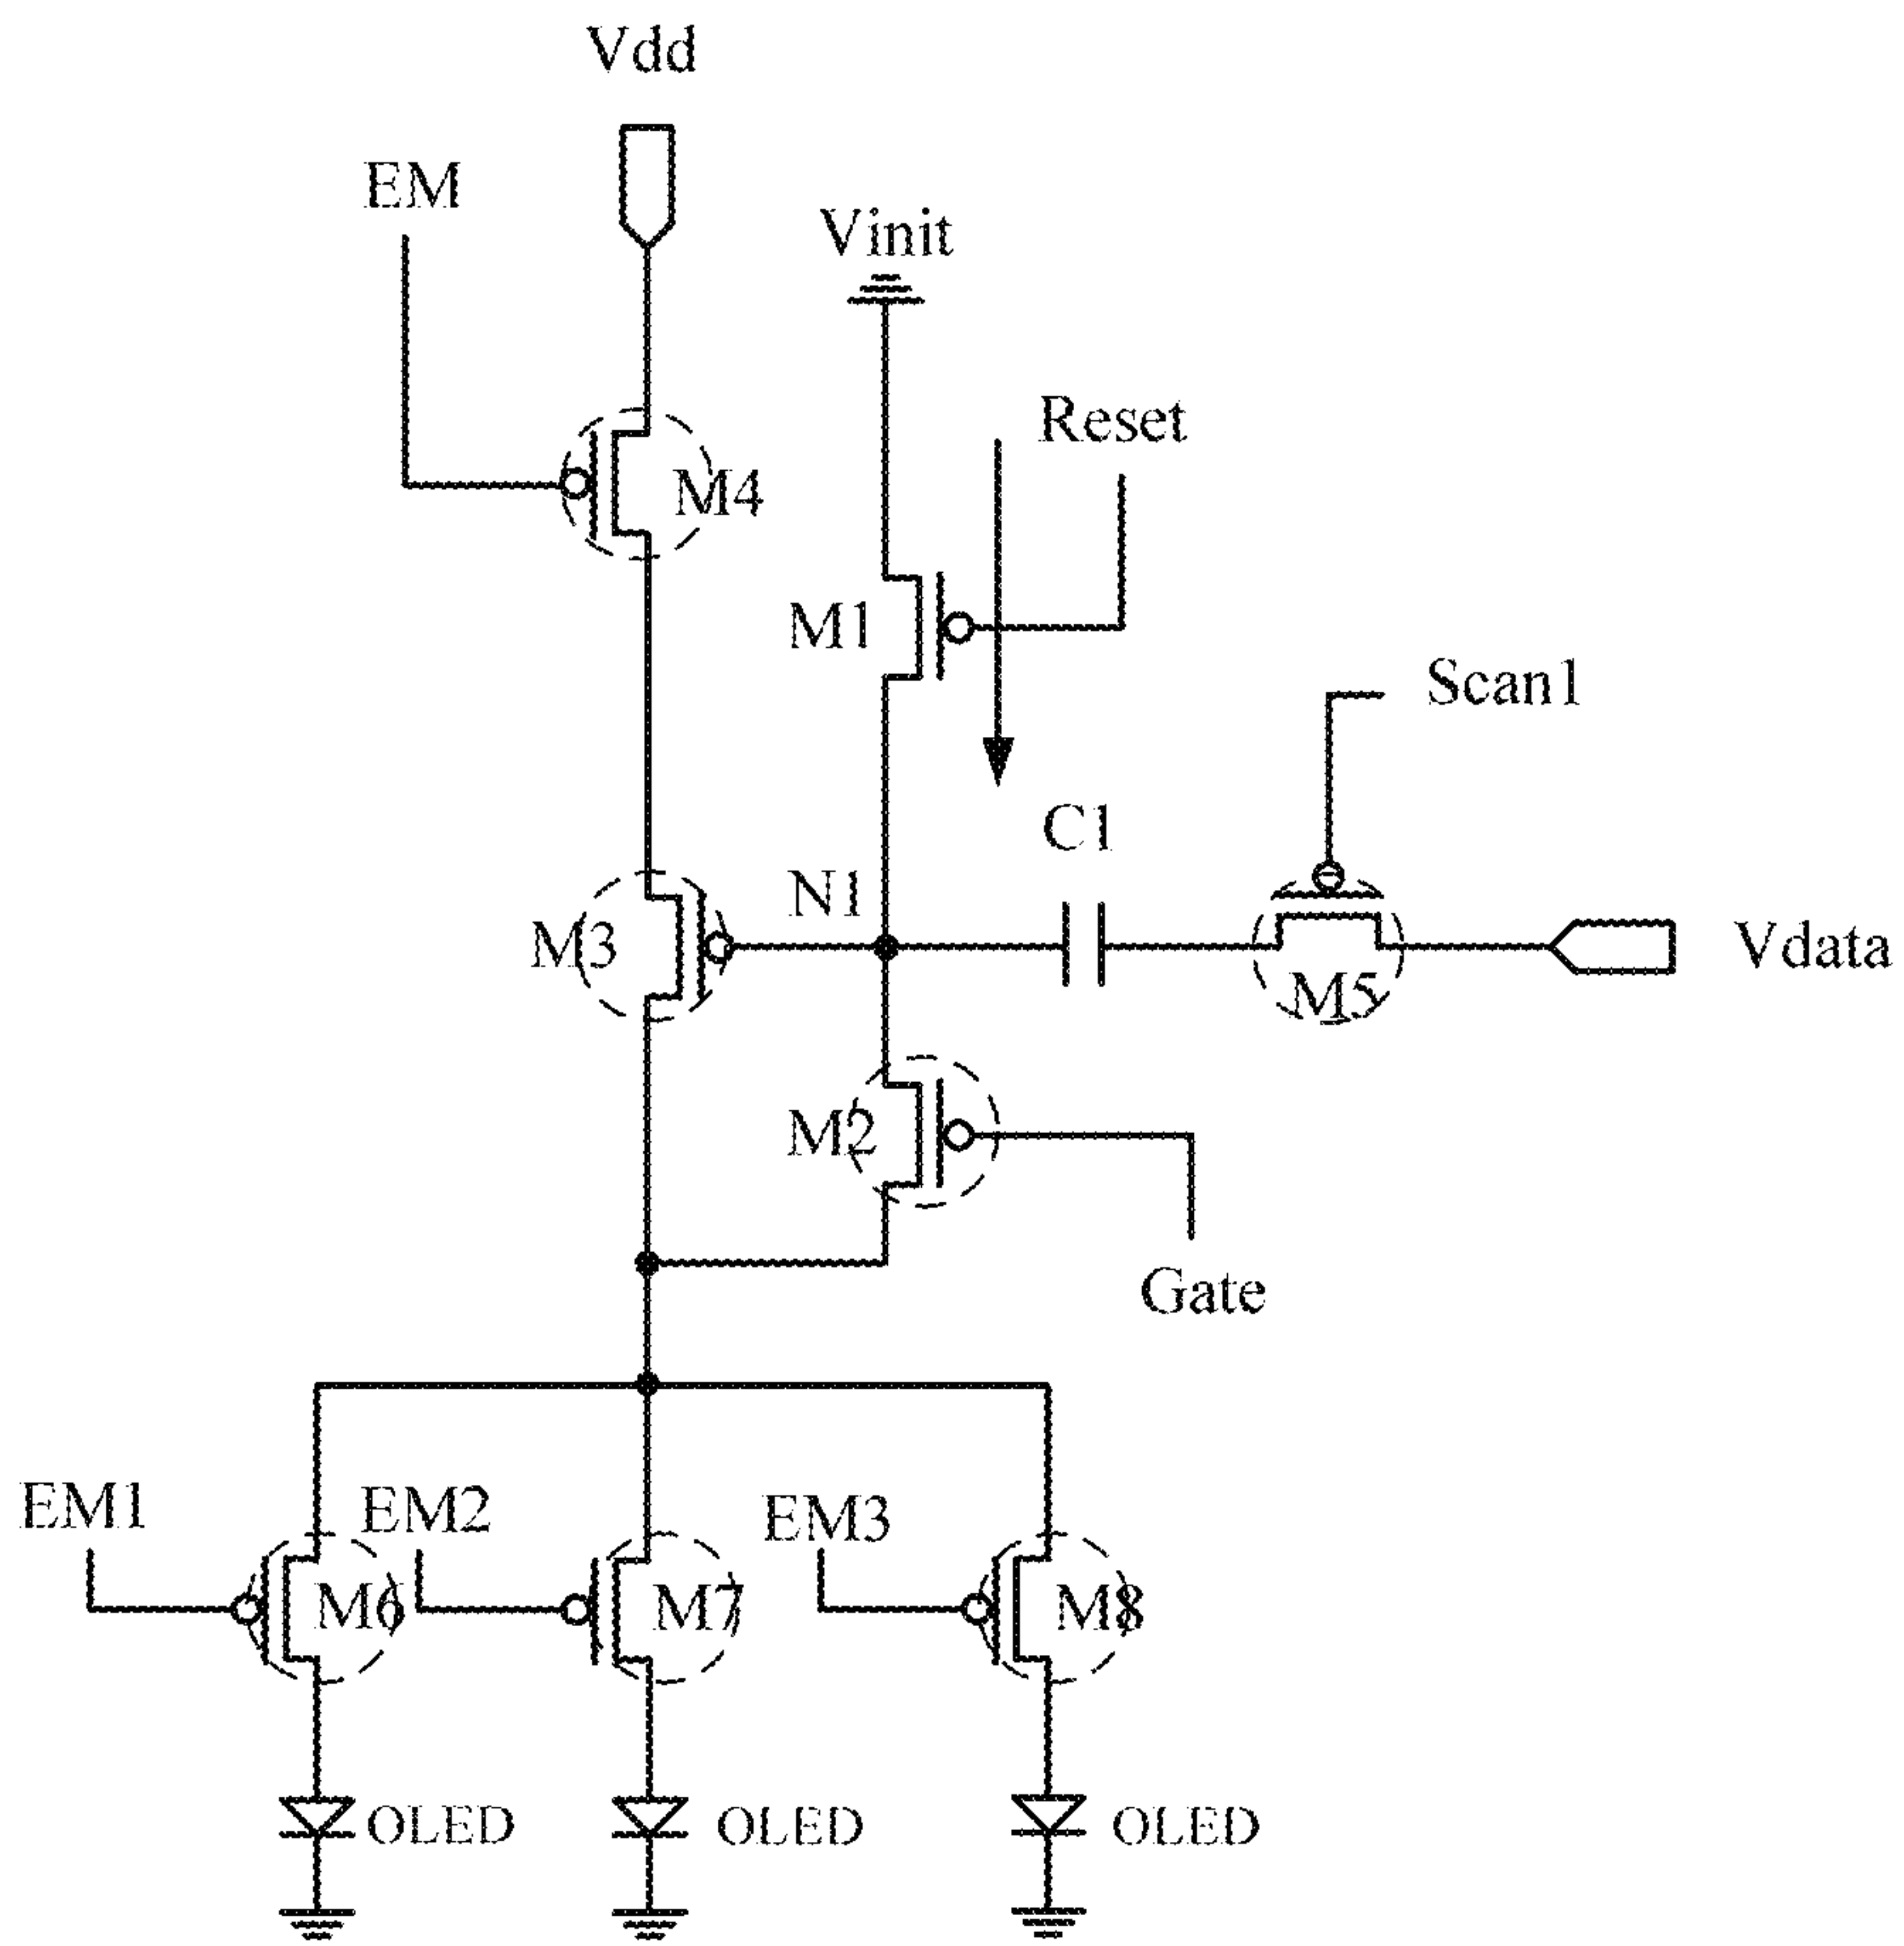 Vdd
EM
Vinit
Reset
M4
M1
Scan1
C1
N1
M3
Vdata
M5
M2
Gate
EM1
EM2
EM3
M6
M7
M8
OLED
OLED
OLED